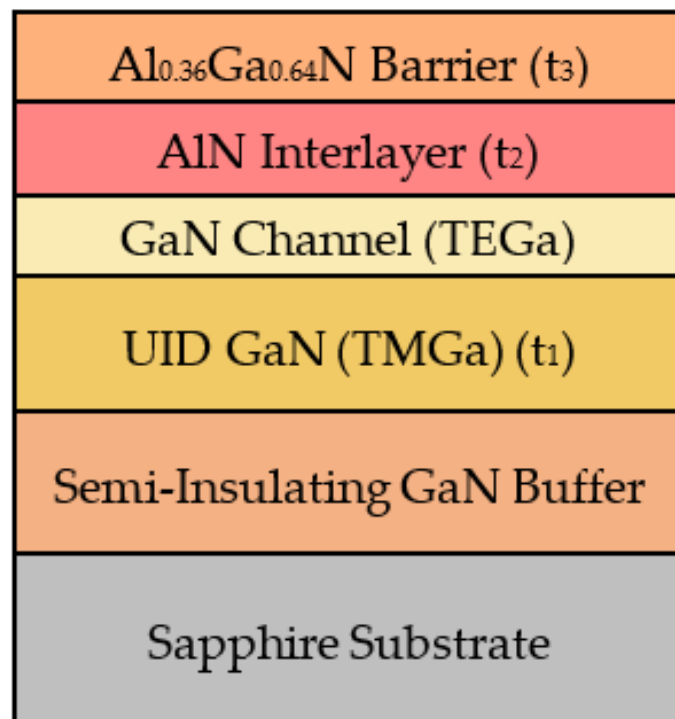 Al0.36Ga0.64N Barrier (t3)
AlN Interlayer (t2)
GaN Channel (TEGa)
UID GaN (TMGa) (t1)
Semi-Insulating GaN Buffer
Sapphire Substrate